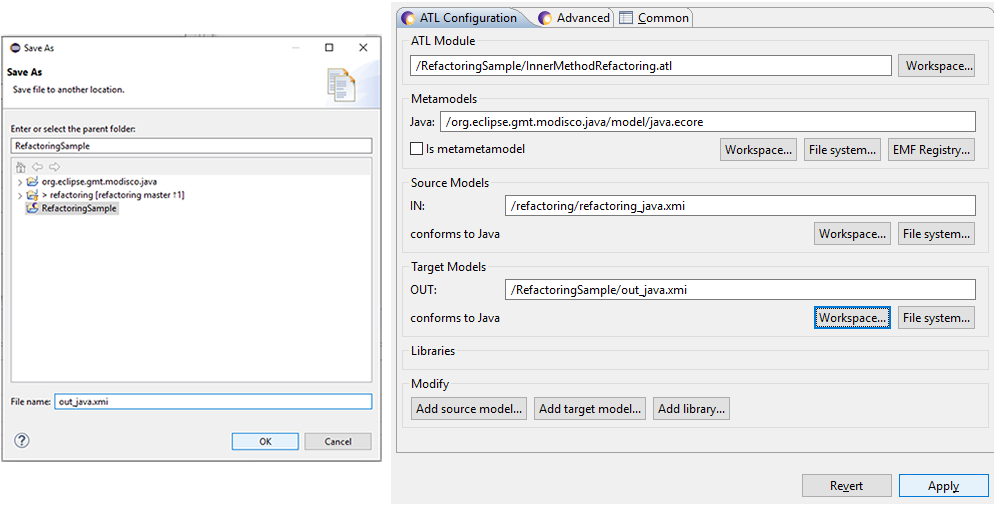 Save As
Save As
Save file to another location.
Enter or select the parent folder:
RefactoringSample
org.eclipse.gmt.modisco.java
> refactoring [refactoring master ↑1]
RefactoringSample
File name: out_java.xmi
OK Cancel
ATL Configuration Advanced Common
ATL Module
/RefactoringSample/InnerMethodRefactoring.atl Workspace...
Metamodels
Java: /org.eclipse.gmt.modisco.java/model/java.ecore
Is metametamodel Workspace... File system... EMF Registry...
Source Models
IN: /refactoring/refactoring_java.xmi
conforms to Java Workspace... File system...
Target Models
OUT: /RefactoringSample/out_java.xmi
conforms to Java Workspace... File system...
Libraries
Modify
Add source model... Add target model... Add library...
Revert Apply